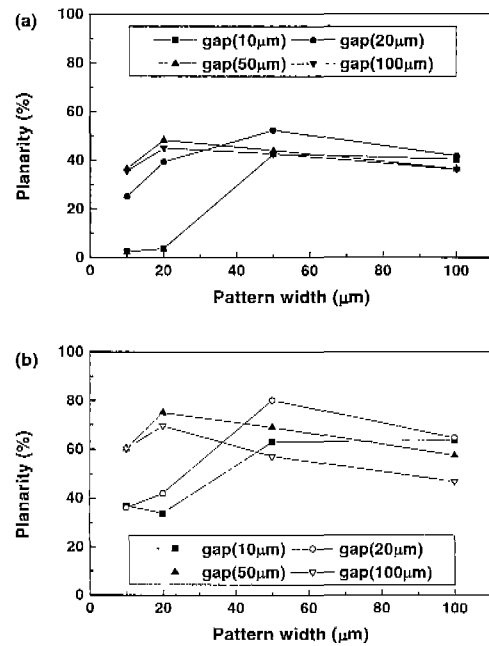 (a)
gap(10μm) gap(20μm)
gap(50μm) gap(100μm)
100
80
60
40
20
0
Planarity (%)
0 20 40 60 80 100
Pattern width (μm)
(b)
100
80
60
40
20
0
Planarity (%)
gap(10μm) gap(20μm)
gap(50μm) gap(100μm)
0 20 40 60 80 100
Pattern width (μm)